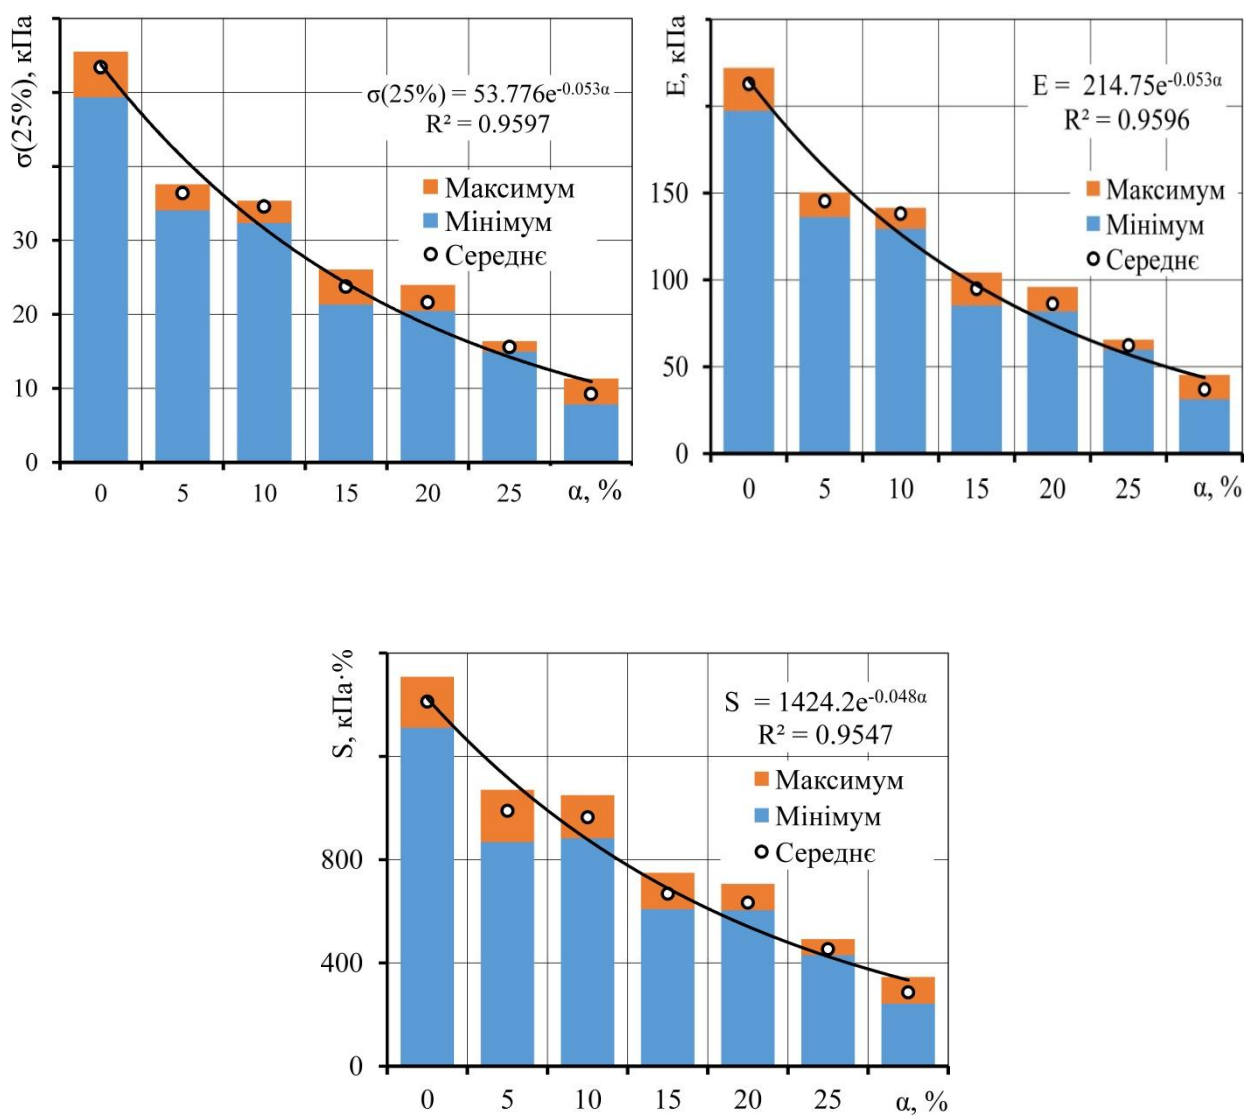 σ(25%), кПа
σ(25%) = 53.776e^-0.053α
R² = 0.9597
Максимум
Мінімум
Середнє
30
20
10
0
0 5 10 15 20 25 α, %
E, кПа
E = 214.75e^-0.053α
R² = 0.9596
Максимум
Мінімум
Середнє
150
100
50
0
0 5 10 15 20 25 α, %
S, кПа·%
S = 1424.2e^-0.048α
R² = 0.9547
Максимум
Мінімум
Середнє
800
400
0
0 5 10 15 20 25 α, %